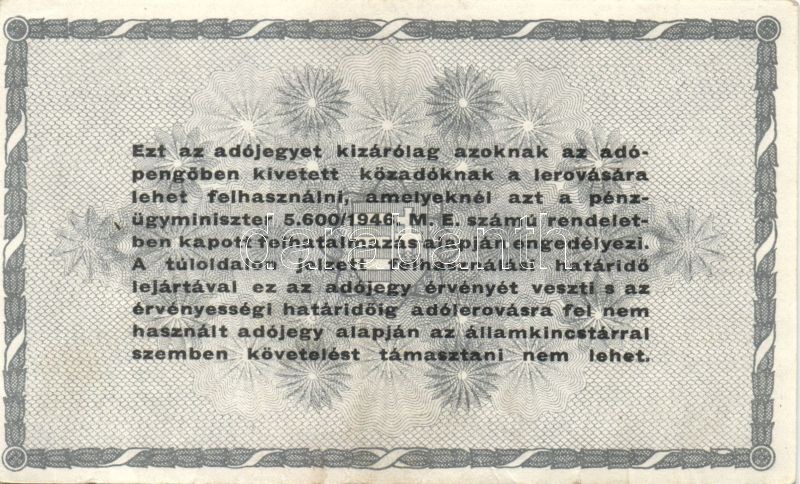 Ezt az adójegyet kizárólag azoknak az adó-
pengőben kivetett közadóknak a lerovására
lehet felhasználni, amelyeknél azt a pénz-
ügyminiszter 5.600/1946. M. E. számú rendelet-
ben kapott felhatalmazás alapján engedélyezi.
A túloldalon jelzett felhasználási határidő
lejártával ez az adójegy érvényét veszti s az
érvényességi határidőig adólerovásra fel nem
használt adójegy alapján az államkincstárral
szemben követelést támasztani nem lehet.
darabanth